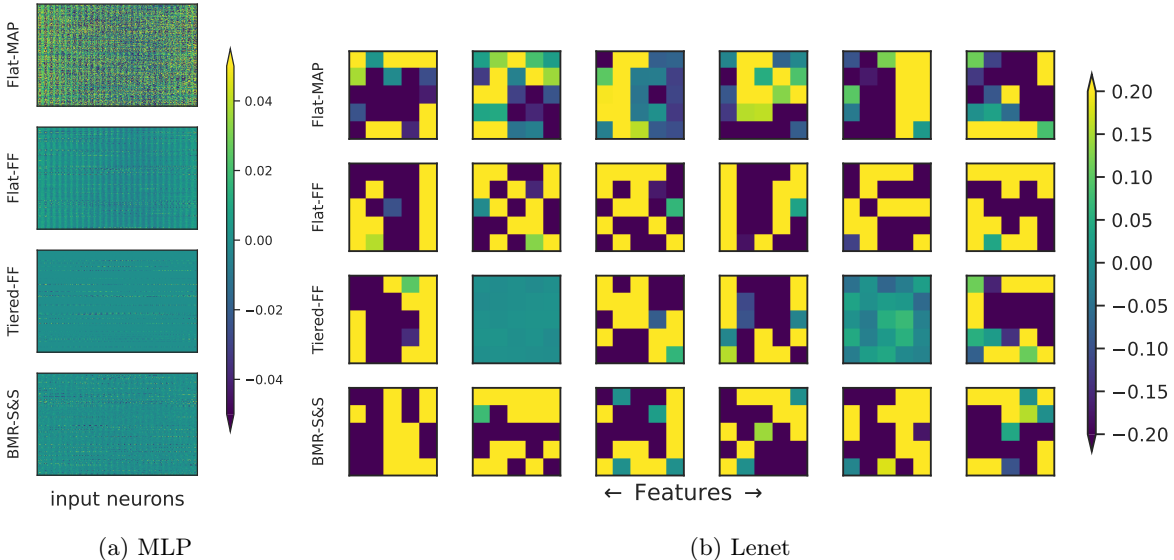 Flat-MAP
Flat-FF
Tiered-FF
BMR-S&S
input neurons
0.04
0.02
0.00
−0.02
−0.04
(a) MLP
Flat-MAP
Flat-FF
Tiered-FF
BMR-S&S
← Features →
0.20
0.15
0.10
0.05
0.00
−0.05
−0.10
−0.15
−0.20
(b) Lenet